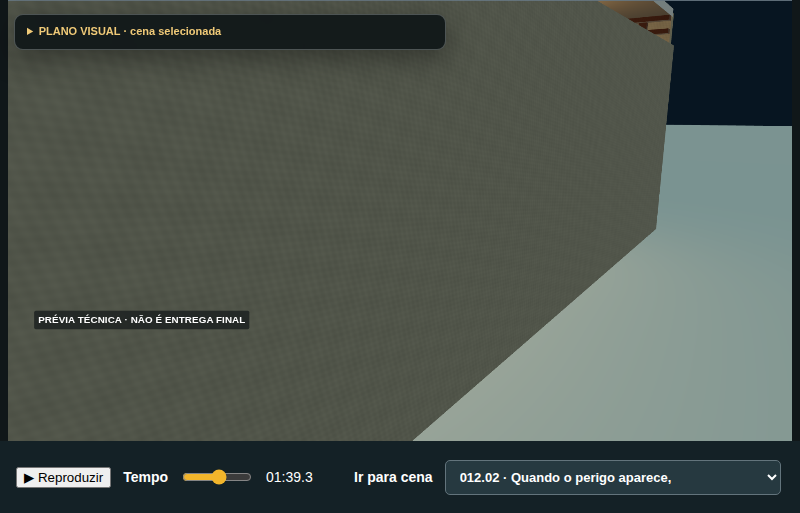 ▶ PLANO VISUAL · cena selecionada
PRÉVIA TÉCNICA · NÃO É ENTREGA FINAL
▶ Reproduzir Tempo 01:39.3 Ir para cena 012.02 · Quando o perigo aparece,